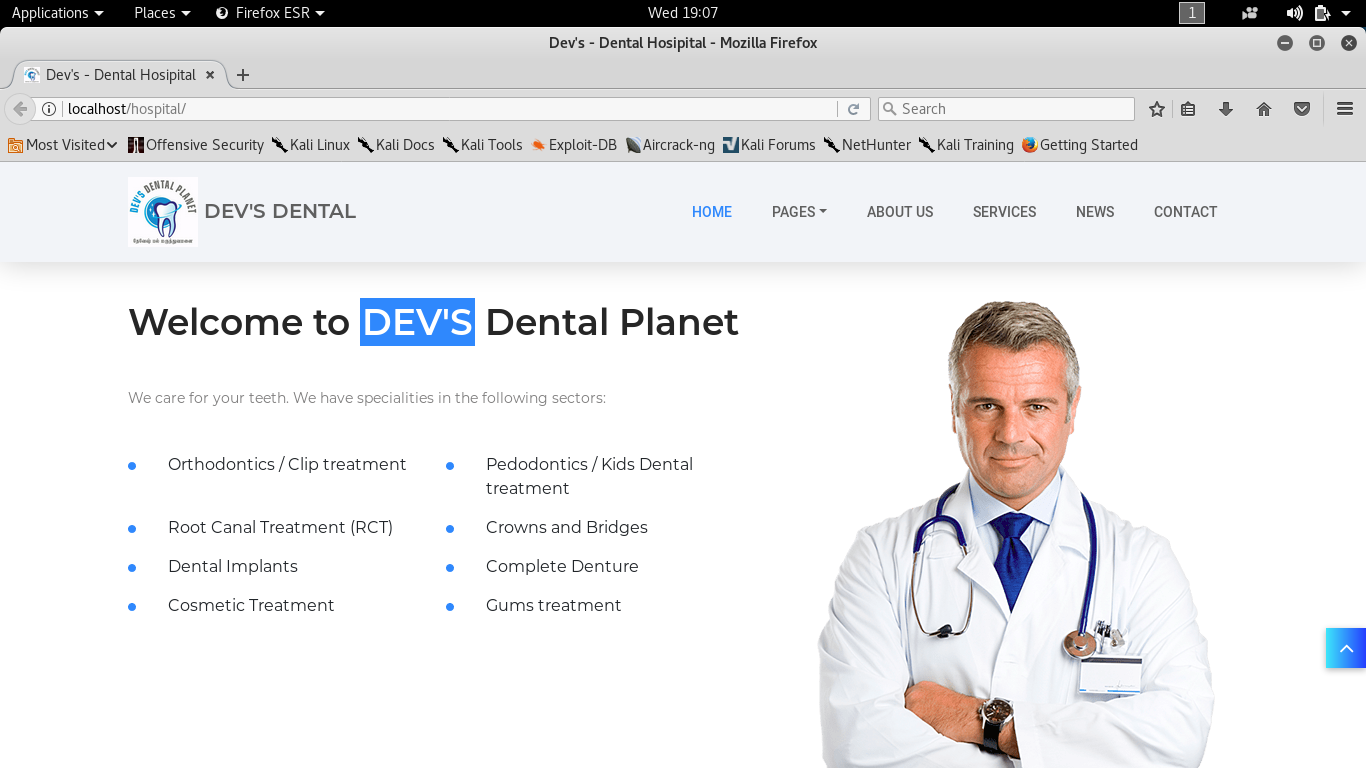 Applications Places Firefox ESR Wed 19:07 1
Dev's - Dental Hosipital - Mozilla Firefox
Dev's - Dental Hosipital
localhost/hospital/ Search
Most Visited Offensive Security Kali Linux Kali Docs Kali Tools Exploit-DB Aircrack-ng Kali Forums NetHunter Kali Training Getting Started
DEV'S DENTAL PLANET
DEV'S DENTAL HOME PAGES ABOUT US SERVICES NEWS CONTACT
Welcome to DEV'S Dental Planet
We care for your teeth. We have specialities in the following sectors:
Orthodontics / Clip treatment
Pedodontics / Kids Dental
treatment
Root Canal Treatment (RCT)
Crowns and Bridges
Dental Implants
Complete Denture
Cosmetic Treatment
Gums treatment